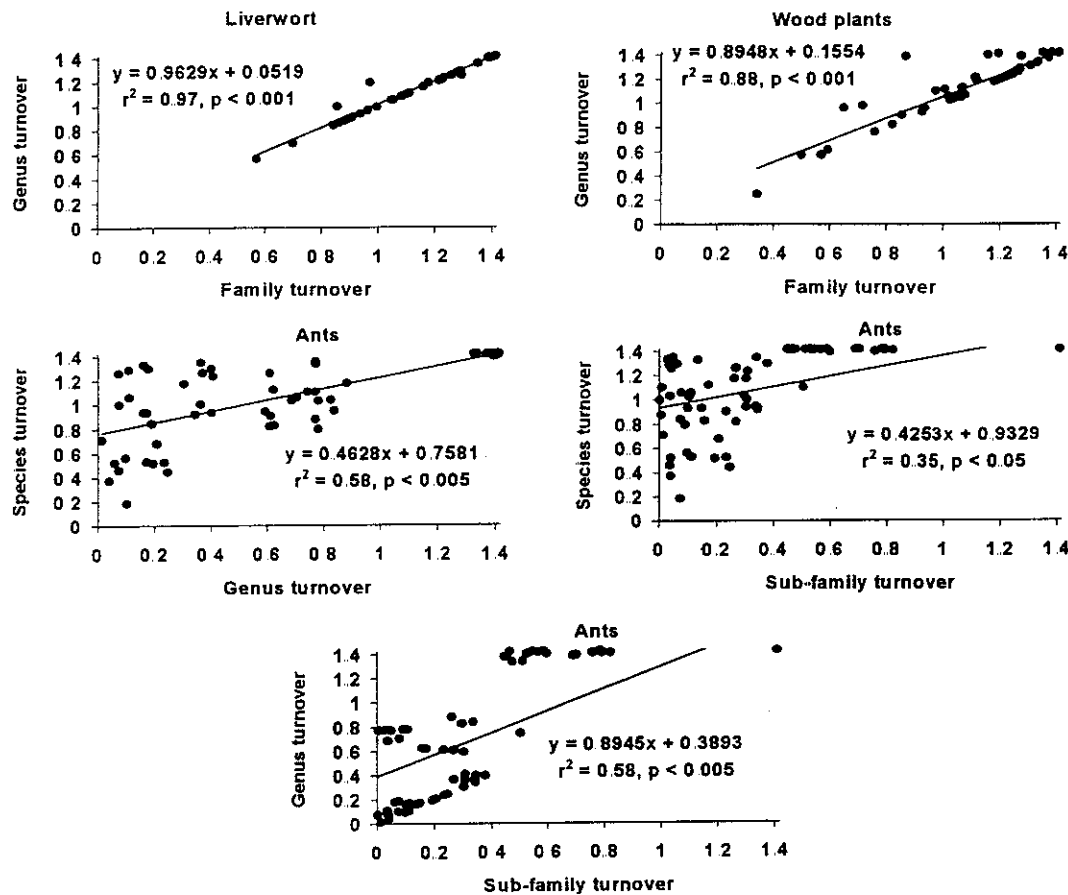 Liverwort
y = 0.9629x + 0.0519
r² = 0.97, p < 0.001
Genus turnover
1.4
1.2
1
0.8
0.6
0.4
0.2
0
0 0.2 0.4 0.6 0.8 1 1.2 1.4
Family turnover
Wood plants
y = 0.8948x + 0.1554
r² = 0.88, p < 0.001
Genus turnover
1.4
1.2
1
0.8
0.6
0.4
0.2
0
0 0.2 0.4 0.6 0.8 1 1.2 1.4
Family turnover
Ants
Species turnover
1.4
1.2
1
0.8
0.6
0.4
0.2
0
y = 0.4628x + 0.7581
r² = 0.58, p < 0.005
0 0.2 0.4 0.6 0.8 1 1.2 1.4
Genus turnover
Ants
Species turnover
1.4
1.2
1
0.8
0.6
0.4
0.2
0
y = 0.4253x + 0.9329
r² = 0.35, p < 0.05
0 0.2 0.4 0.6 0.8 1 1.2 1.4
Sub-family turnover
Ants
Genus turnover
1.4
1.2
1
0.8
0.6
0.4
0.2
0
y = 0.8945x + 0.3893
r² = 0.58, p < 0.005
0 0.2 0.4 0.6 0.8 1 1.2 1.4
Sub-family turnover